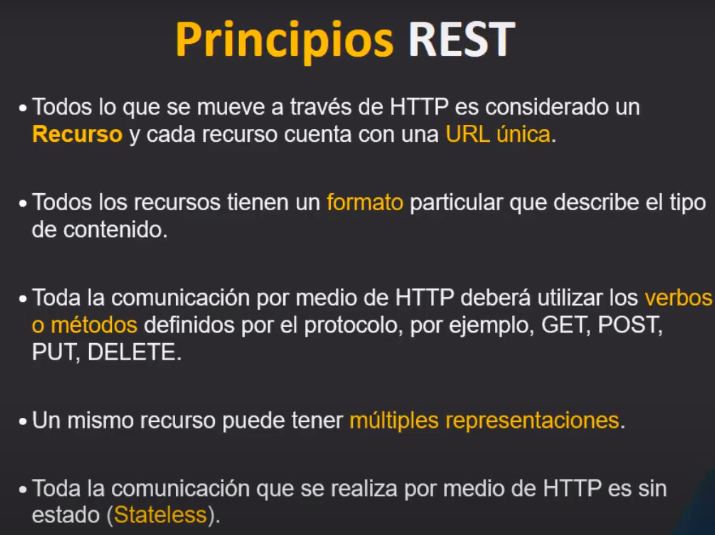 Principios REST
• Todos lo que se mueve a través de HTTP es considerado un
Recurso y cada recurso cuenta con una URL única.
• Todos los recursos tienen un formato particular que describe el tipo
de contenido.
• Toda la comunicación por medio de HTTP deberá utilizar los verbos
o métodos definidos por el protocolo, por ejemplo, GET, POST,
PUT, DELETE.
• Un mismo recurso puede tener múltiples representaciones.
• Toda la comunicación que se realiza por medio de HTTP es sin
estado (Stateless).